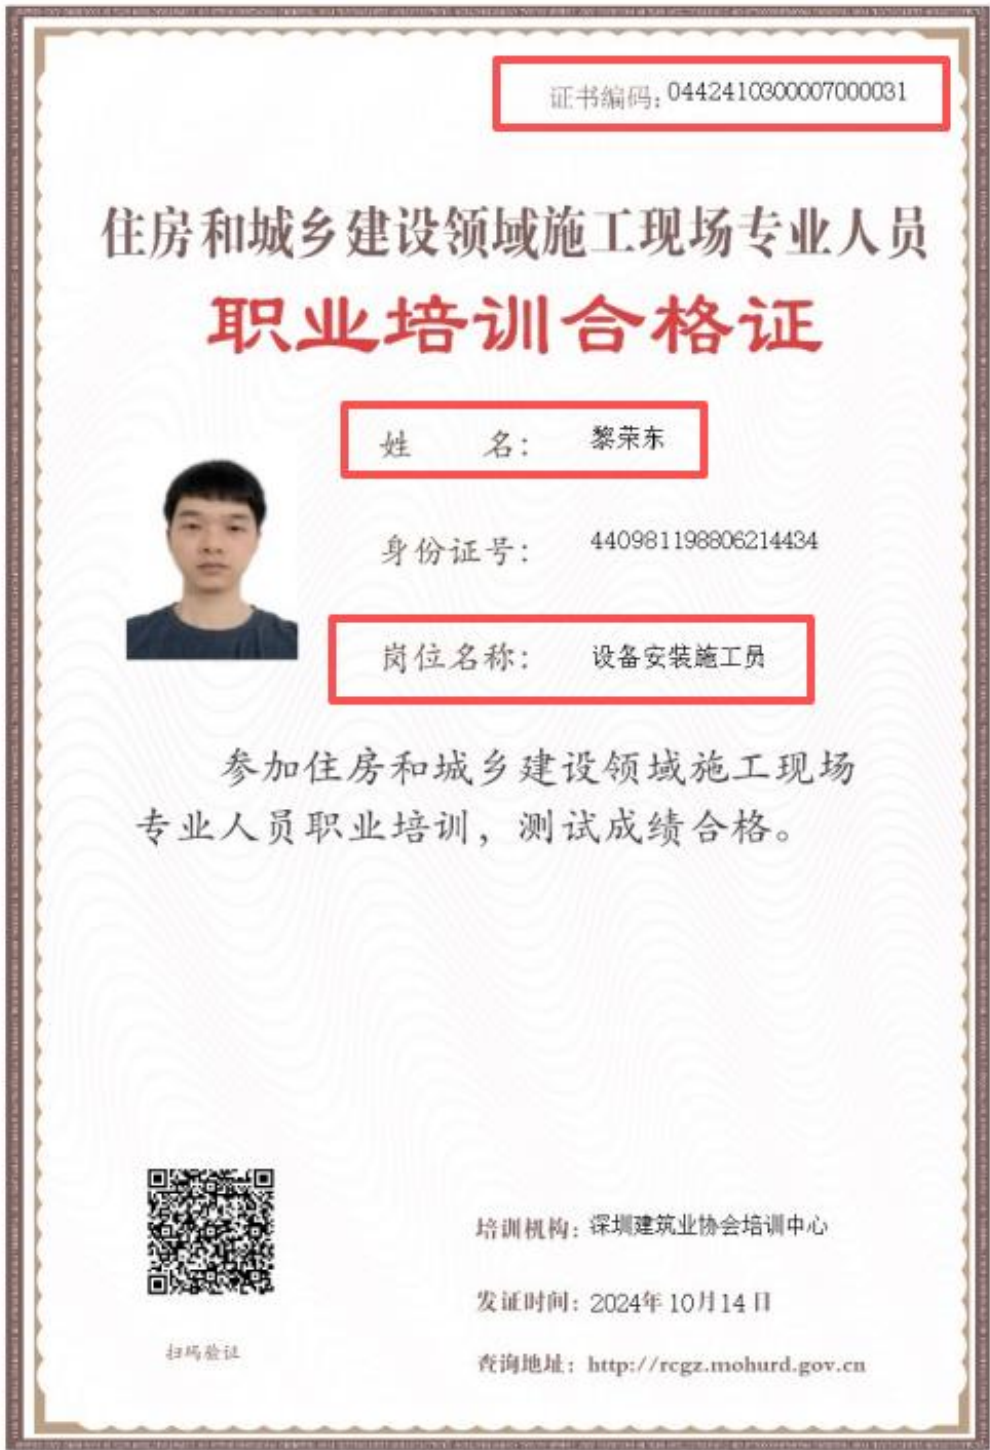 证书编码: 0442410300007000031
住房和城乡建设领域施工现场专业人员
职业培训合格证
姓 名: 黎荣东
身份证号: 440981198806214434
岗位名称: 设备安装施工员
参加住房和城乡建设领域施工现场
专业人员职业培训，测试成绩合格。
培训机构: 深圳建筑业协会培训中心
发证时间: 2024年10月14日
扫码验证
查询地址: http://rcgz.mohurd.gov.cn